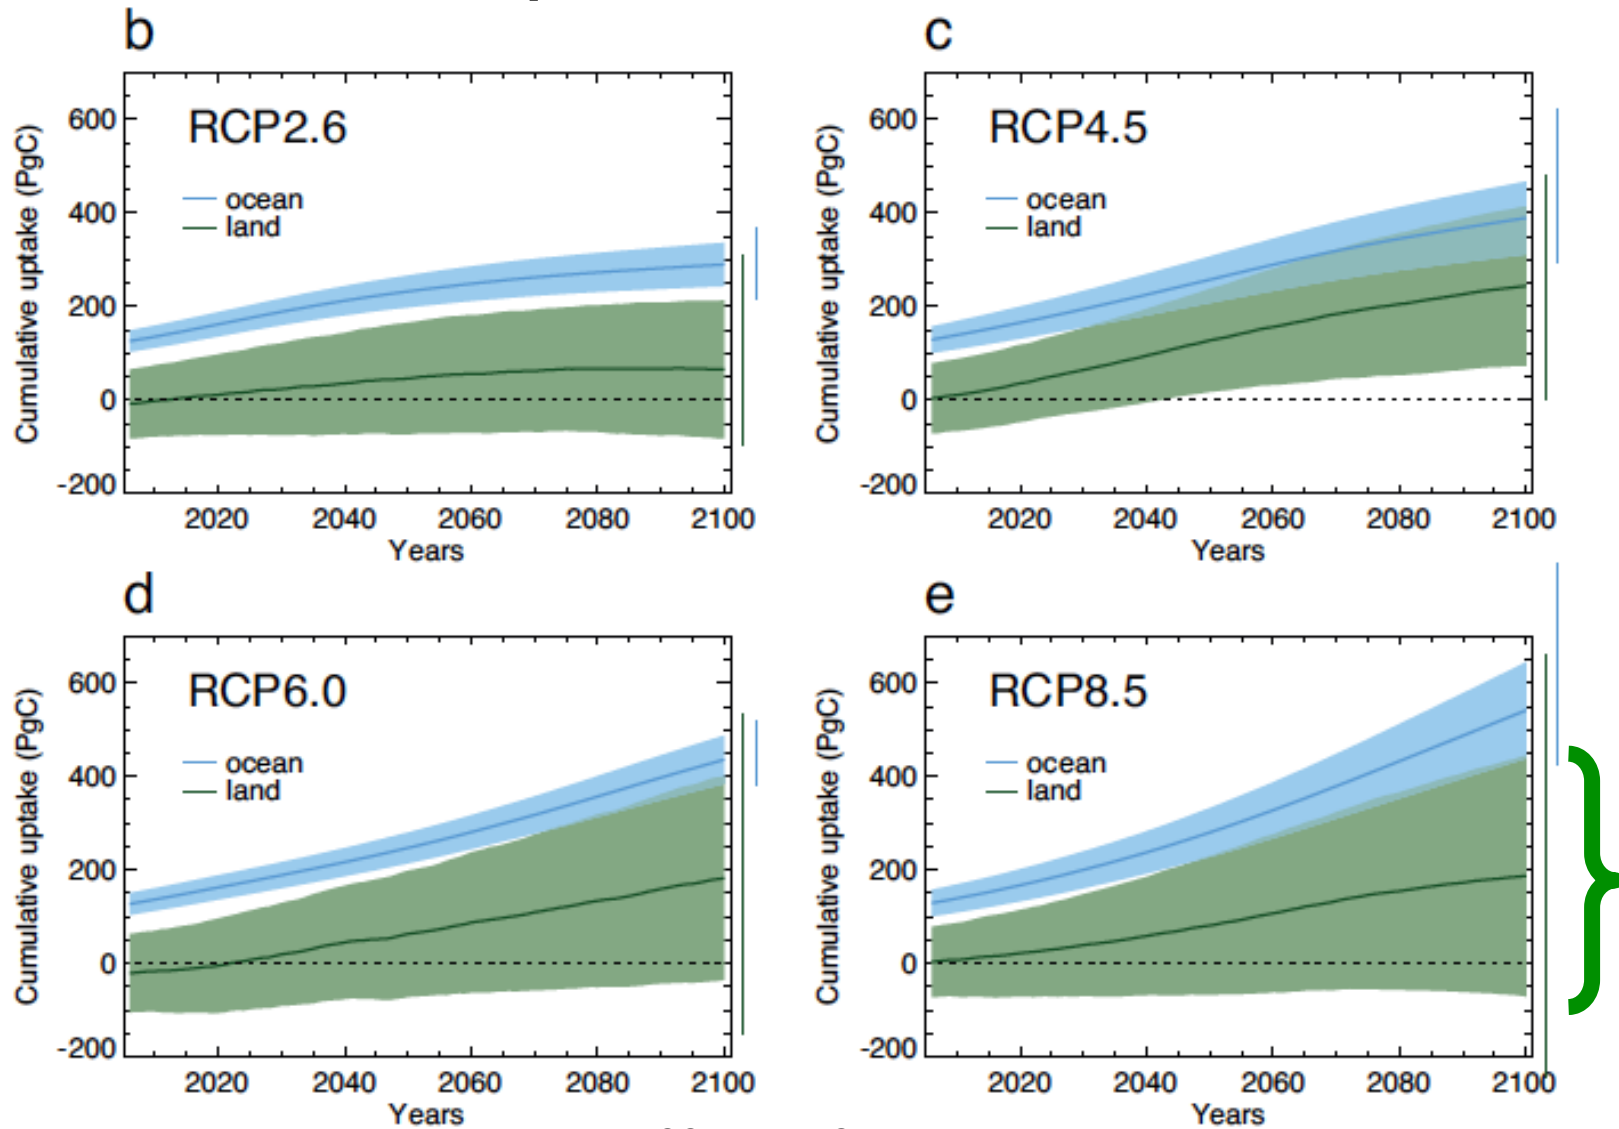 b
Cumulative uptake (PgC)
600
400
200
0
-200
RCP2.6
ocean
land
2020 2040 2060 2080 2100
Years
c
Cumulative uptake (PgC)
600
400
200
0
-200
RCP4.5
ocean
land
2020 2040 2060 2080 2100
Years
d
Cumulative uptake (PgC)
600
400
200
0
-200
RCP6.0
ocean
land
2020 2040 2060 2080 2100
Years
e
Cumulative uptake (PgC)
600
400
200
0
-200
RCP8.5
ocean
land
2020 2040 2060 2080 2100
Years